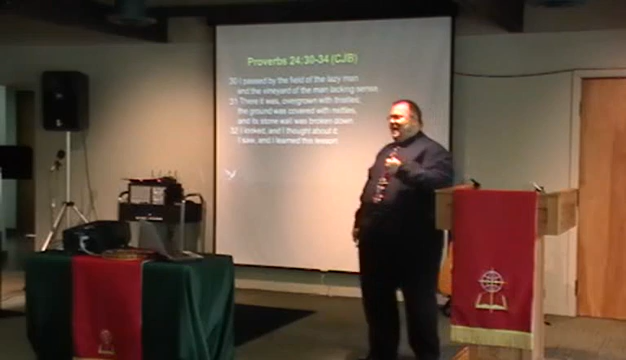 Proverbs 24:30-34 (CJB)
30 I passed by the field of the lazy man
and the vineyard of the man lacking sense.
31 There it was, overgrown with thistles;
the ground was covered with nettles,
and its stone wall was broken down
32 I looked, and I thought about it;
I saw, and I learned this lesson